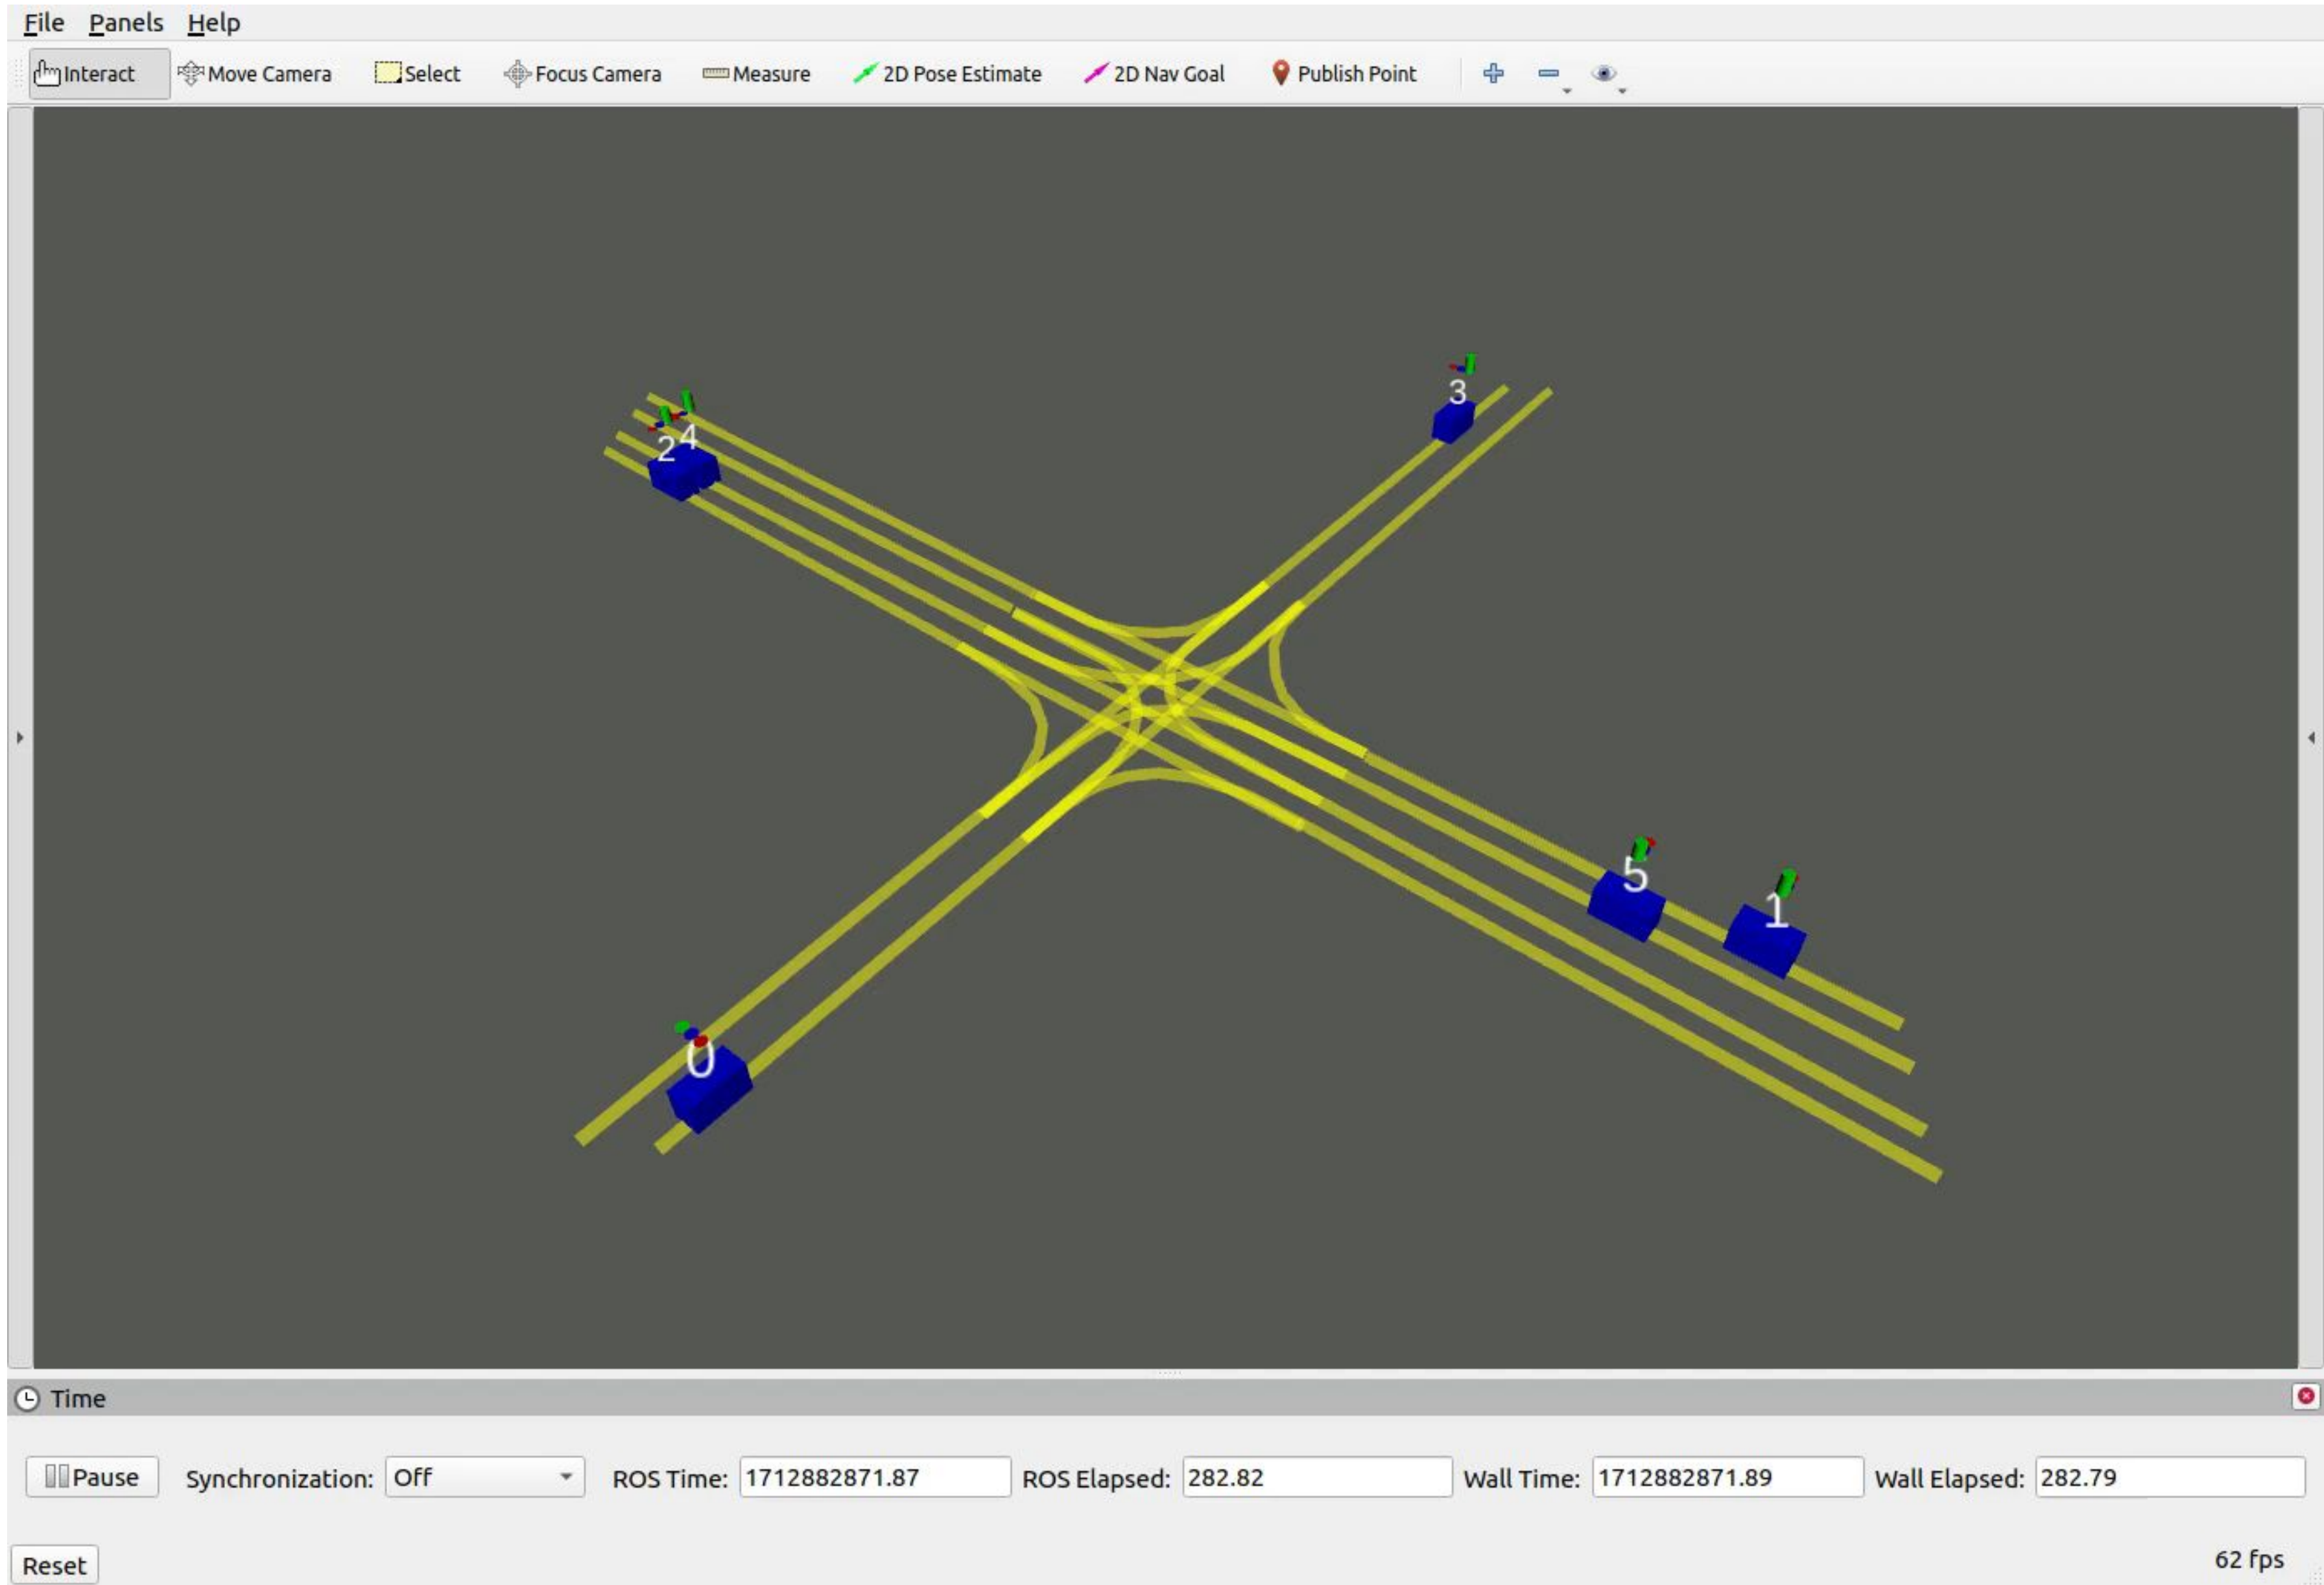 File Panels Help
Interact Move Camera Select Focus Camera Measure 2D Pose Estimate 2D Nav Goal Publish Point
3
2 4
5
1
0
Time
Pause Synchronization: Off ROS Time: 1712882871.87 ROS Elapsed: 282.82 Wall Time: 1712882871.89 Wall Elapsed: 282.79
Reset 62 fps